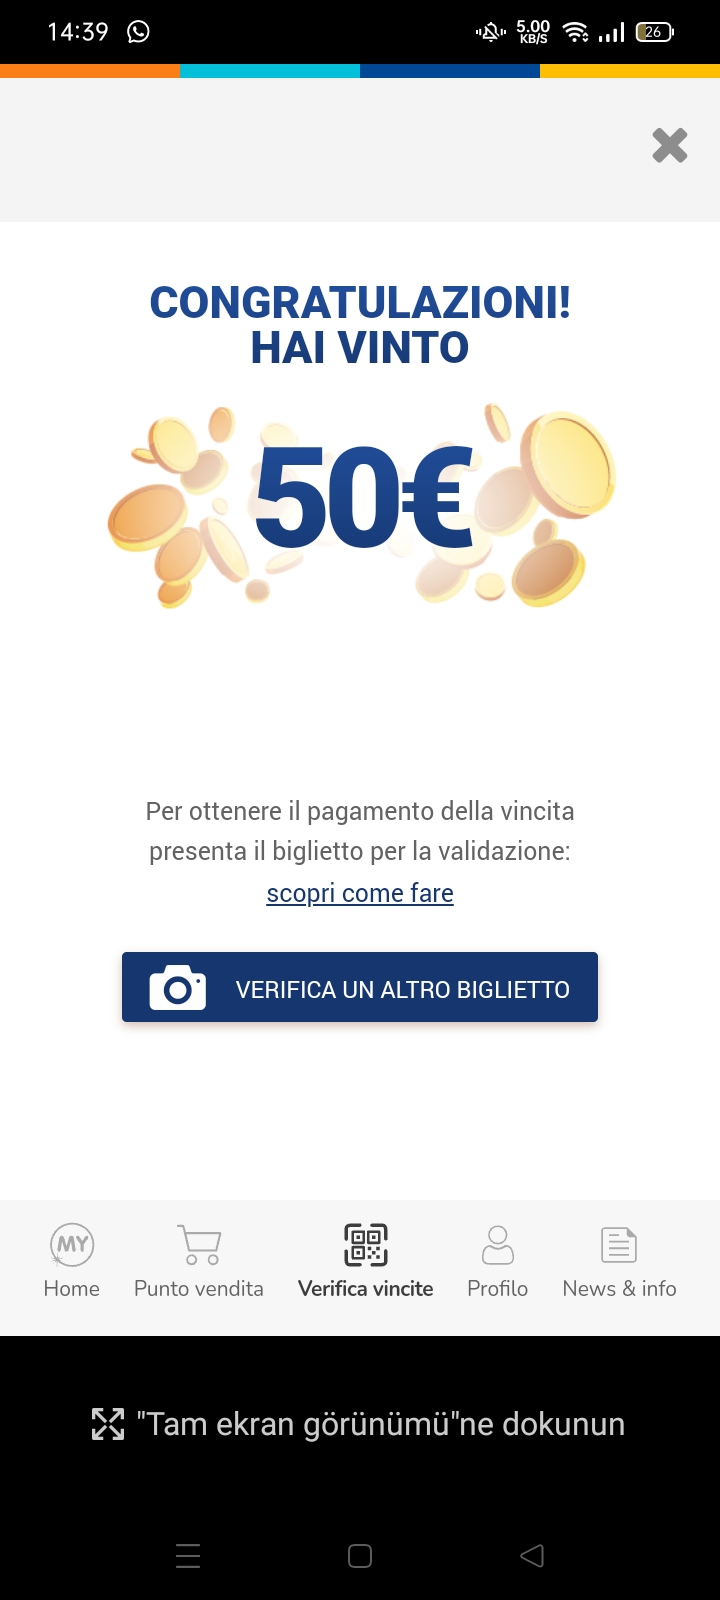 14:39
5.00
KB/S
26
CONGRATULAZIONI!
HAI VINTO
50€
Per ottenere il pagamento della vincita
presenta il biglietto per la validazione:
scopri come fare
VERIFICA UN ALTRO BIGLIETTO
MY
Home Punto vendita Verifica vincite Profilo News & info
"Tam ekran görünümü"ne dokunun